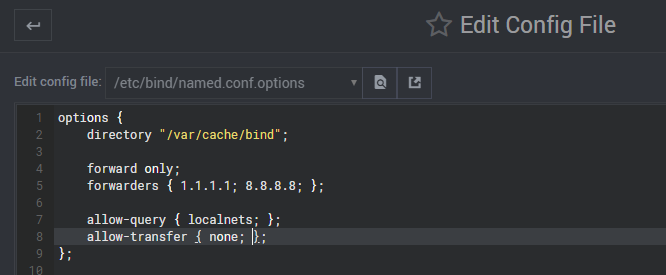 Edit Config File
Edit config file: /etc/bind/named.conf.options
1 options {
2 directory "/var/cache/bind";
3
4 forward only;
5 forwarders { 1.1.1.1; 8.8.8.8; };
6
7 allow-query { localnets; };
8 allow-transfer { none; };
9 };
10